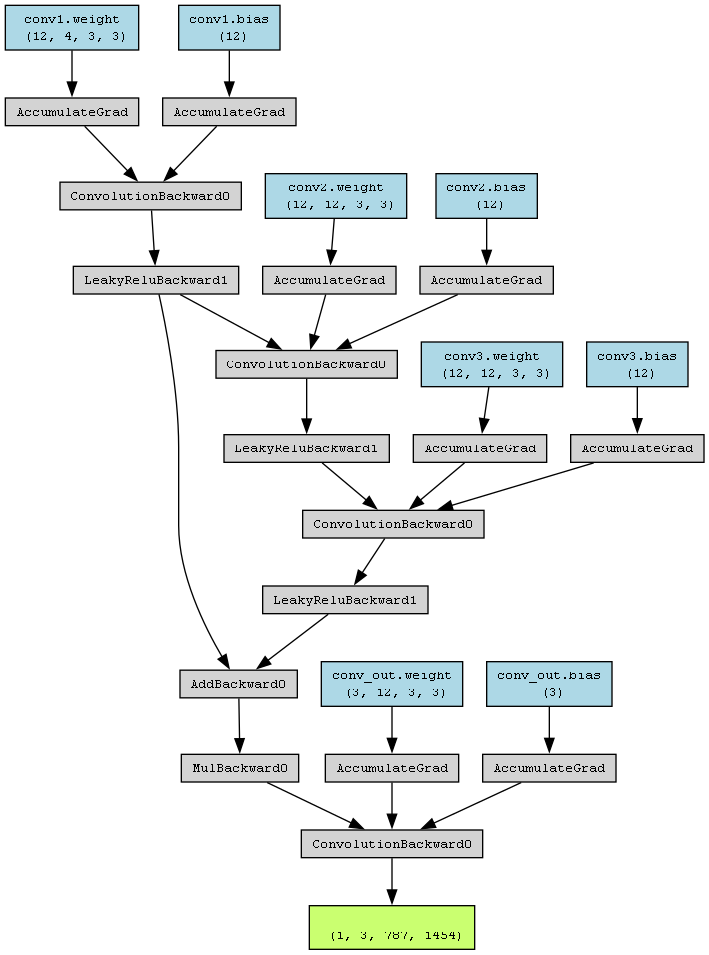 conv1.weight
(12, 4, 3, 3)
conv1.bias
(12)
AccumulateGrad
AccumulateGrad
ConvolutionBackward0
conv2.weight
(12, 12, 3, 3)
conv2.bias
(12)
LeakyReluBackward1
AccumulateGrad
AccumulateGrad
ConvolutionBackward0
conv3.weight
(12, 12, 3, 3)
conv3.bias
(12)
LeakyReluBackward1
AccumulateGrad
AccumulateGrad
ConvolutionBackward0
LeakyReluBackward1
AddBackward0
conv_out.weight
(3, 12, 3, 3)
conv_out.bias
(3)
MulBackward0
AccumulateGrad
AccumulateGrad
ConvolutionBackward0
(1, 3, 787, 1454)